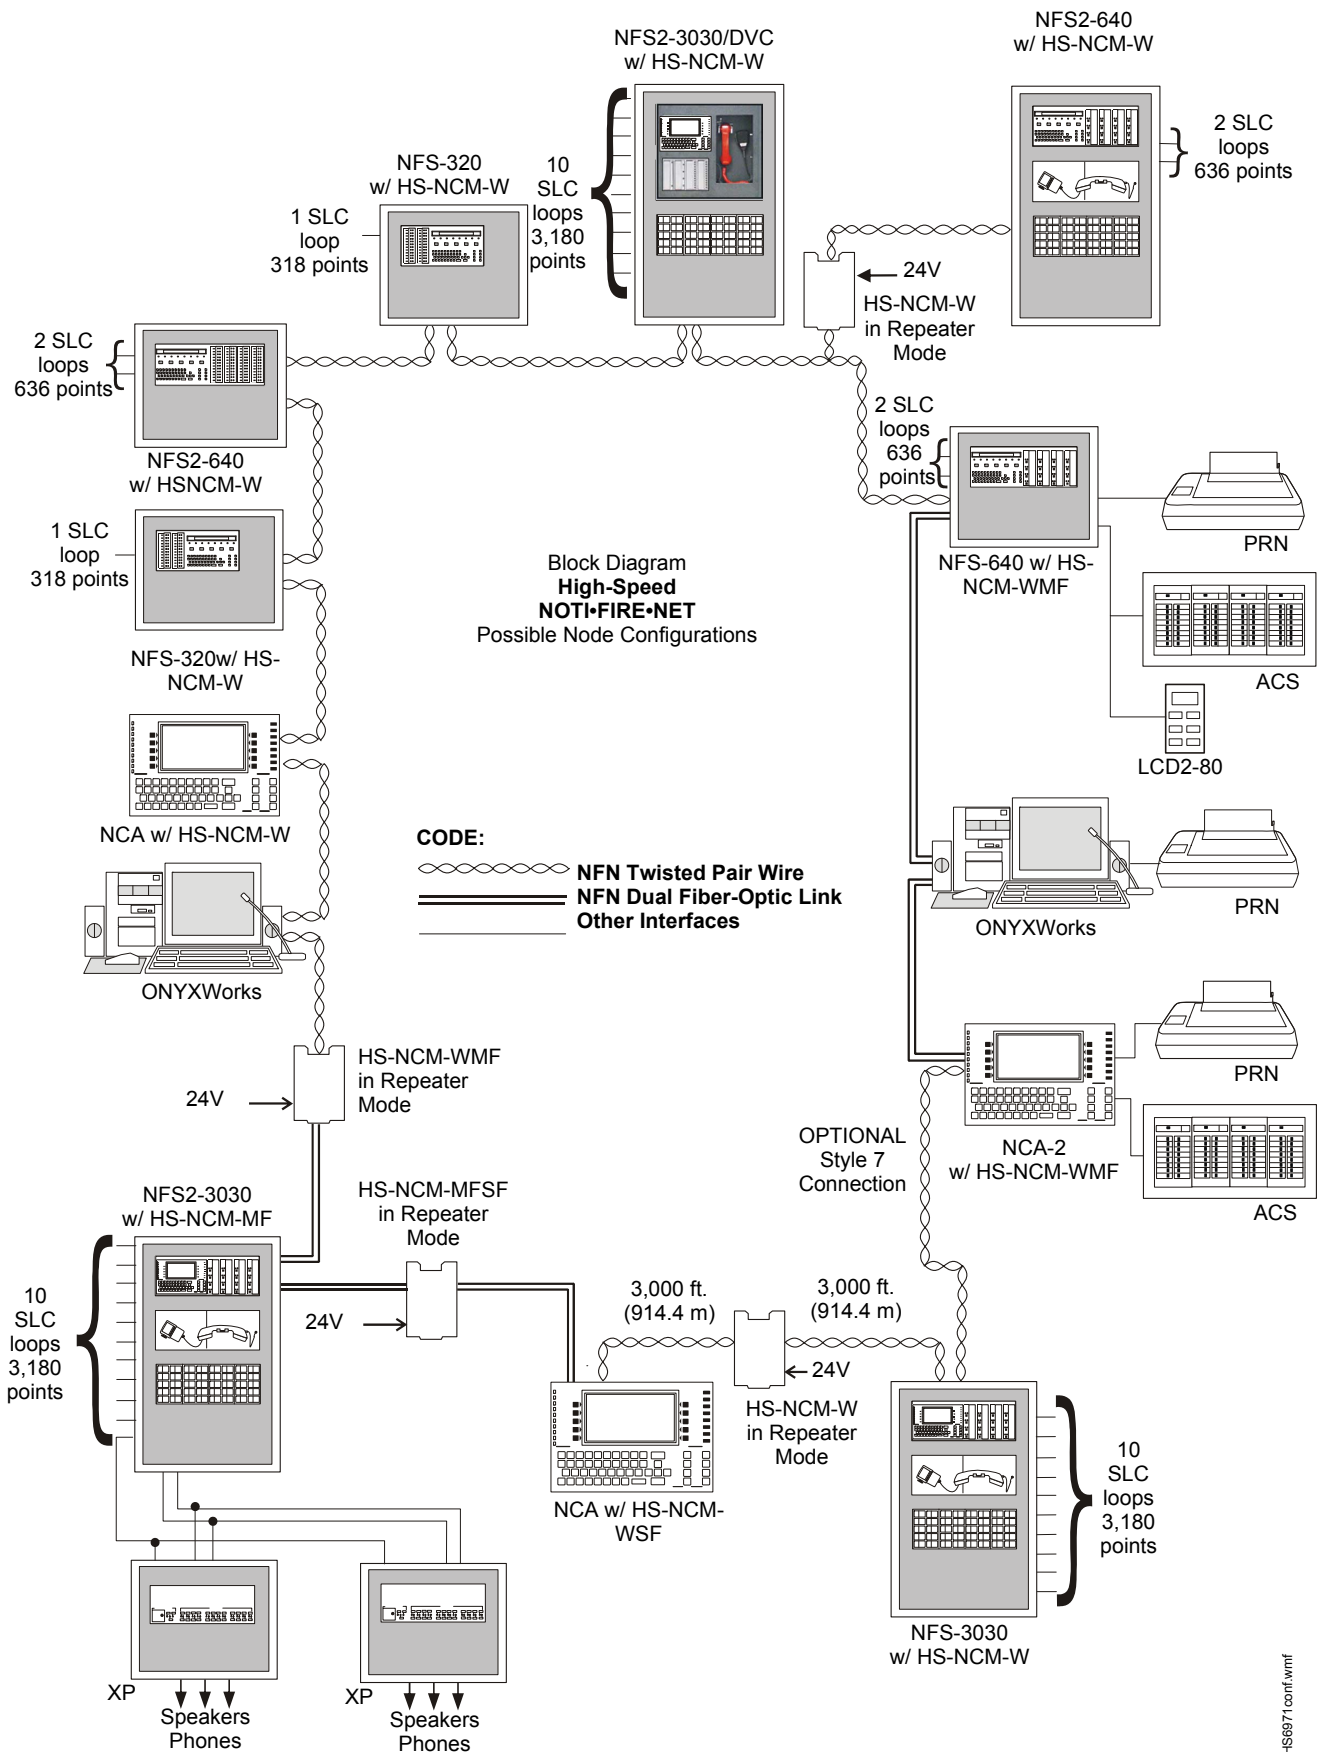 NFS2-640
w/ HS-NCM-W
NFS2-3030/DVC
w/ HS-NCM-W
2 SLC
loops
636 points
NFS-320
w/ HS-NCM-W
10
SLC
loops
3,180
points
1 SLC
loop
318 points
24V
HS-NCM-W
in Repeater
Mode
2 SLC
loops
636 points
NFS2-640
w/ HSNCM-W
2 SLC
loops
636
points
PRN
NFS-640 w/ HS-
NCM-WMF
1 SLC
loop
318 points
Block Diagram
High-Speed
NOTI•FIRE•NET
Possible Node Configurations
NFS-320w/ HS-
NCM-W
ACS
LCD2-80
NCA w/ HS-NCM-W
CODE:
NFN Twisted Pair Wire
NFN Dual Fiber-Optic Link
Other Interfaces
PRN
ONYXWorks
ONYXWorks
HS-NCM-WMF
in Repeater
Mode
24V
PRN
OPTIONAL
Style 7
Connection
NCA-2
w/ HS-NCM-WMF
ACS
NFS2-3030
w/ HS-NCM-MF
HS-NCM-MFSF
in Repeater
Mode
24V
10
SLC
loops
3,180
points
3,000 ft.
(914.4 m)
3,000 ft.
(914.4 m)
24V
HS-NCM-W
in Repeater
Mode
NCA w/ HS-NCM-
WSF
10
SLC
loops
3,180
points
NFS-3030
w/ HS-NCM-W
XP
Speakers
Phones
XP
Speakers
Phones
HS6971conf.wmf